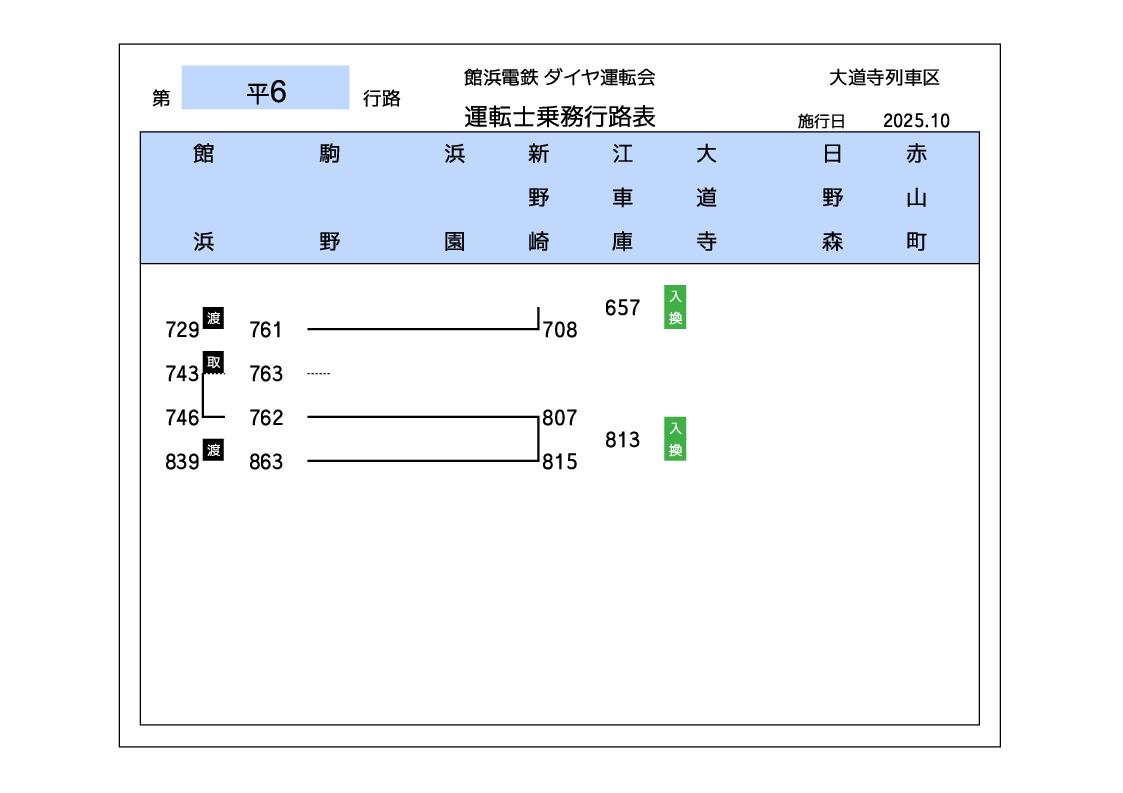 館浜電鉄 ダイヤ運転会
大道寺列車区
第 平6 行路
運転士乗務行路表
施行日 2025.10
館浜 駒野 浜園 新野崎 江車庫 大道寺 日野森 赤山町
657 入換
729 渡 761 708
743 取 763
746 762 807
813 入換
839 渡 863 815